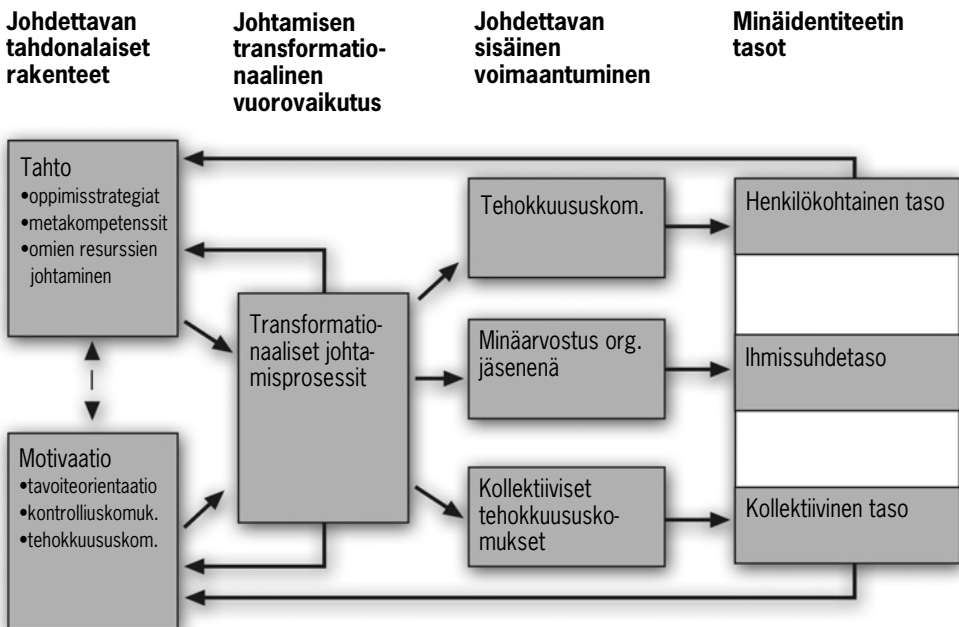 Johdettavan
tahdonalaiset
rakenteet
Johtamisen
transformatio-
naalinen
vuorovaikutus
Johdettavan
sisäinen
voimaantuminen
Minäidentiteetin
tasot
Tahto
•oppimisstrategiat
•metakompetenssit
•omien resurssien
johtaminen
Motivaatio
•tavoiteorientaatio
•kontrolliuskomuk.
•tehokkuususkom.
Transformatio-
naaliset johta-
misprosessit
Tehokkuususkom.
Minäarvostus org.
jäsenenä
Kollektiiviset
tehokkuususko-
mukset
Henkilökohtainen taso
Ihmissuhdetaso
Kollektiivinen taso